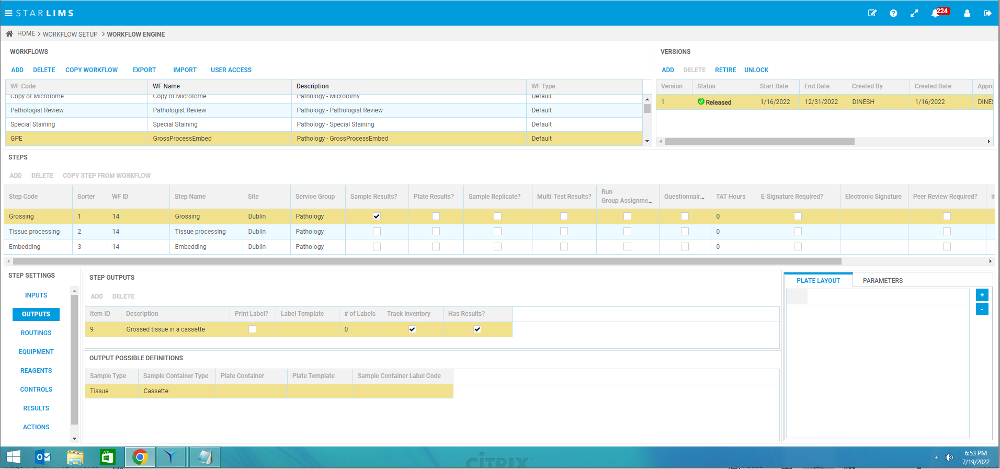 STARLIMS
224
HOME > WORKFLOW SETUP > WORKFLOW ENGINE
WORKFLOWS
ADD DELETE COPY WORKFLOW EXPORT IMPORT USER ACCESS
WF Code WF Name Description WF Type
Copy of Microtome Copy of Microtome Pathology - Microtomy Default
Pathologist Review Pathologist Review Pathology - Pathologist Review Default
Special Staining Special Staining Pathology - Special Staining Default
GPE GrossProcessEmbed Pathology - GrossProcessEmbed Default
VERSIONS
ADD DELETE RETIRE UNLOCK
Version Status Start Date End Date Created By Created Date Appro
1 Released 1/16/2022 12/31/2022 DINESH 1/16/2022 DINES
STEPS
ADD DELETE COPY STEP FROM WORKFLOW
Step Code Sorter WF ID Step Name Site Service Group Sample Results? Plate Results? Sample Replicate? Multi-Test Results? Run Group Assignme... Questionnair... TAT Hours E-Signature Required? Electronic Signature Peer Review Required? In
Grossing 1 14 Grossing Dublin Pathology 0
Tissue processing 2 14 Tissue processing Dublin Pathology 0
Embedding 3 14 Embedding Dublin Pathology 0
STEP SETTINGS
INPUTS
OUTPUTS
ROUTINGS
EQUIPMENT
REAGENTS
CONTROLS
RESULTS
ACTIONS
STEP OUTPUTS
ADD DELETE
Item ID Description Print Label? Label Template # of Labels Track Inventory Has Results?
9 Grossed tissue in a cassette 0
OUTPUT POSSIBLE DEFINITIONS
Sample Type Sample Container Type Plate Container Plate Template Sample Container Label Code
Tissue Cassette
PLATE LAYOUT PARAMETERS
+
-
CITRIX
6:53 PM
7/19/2022